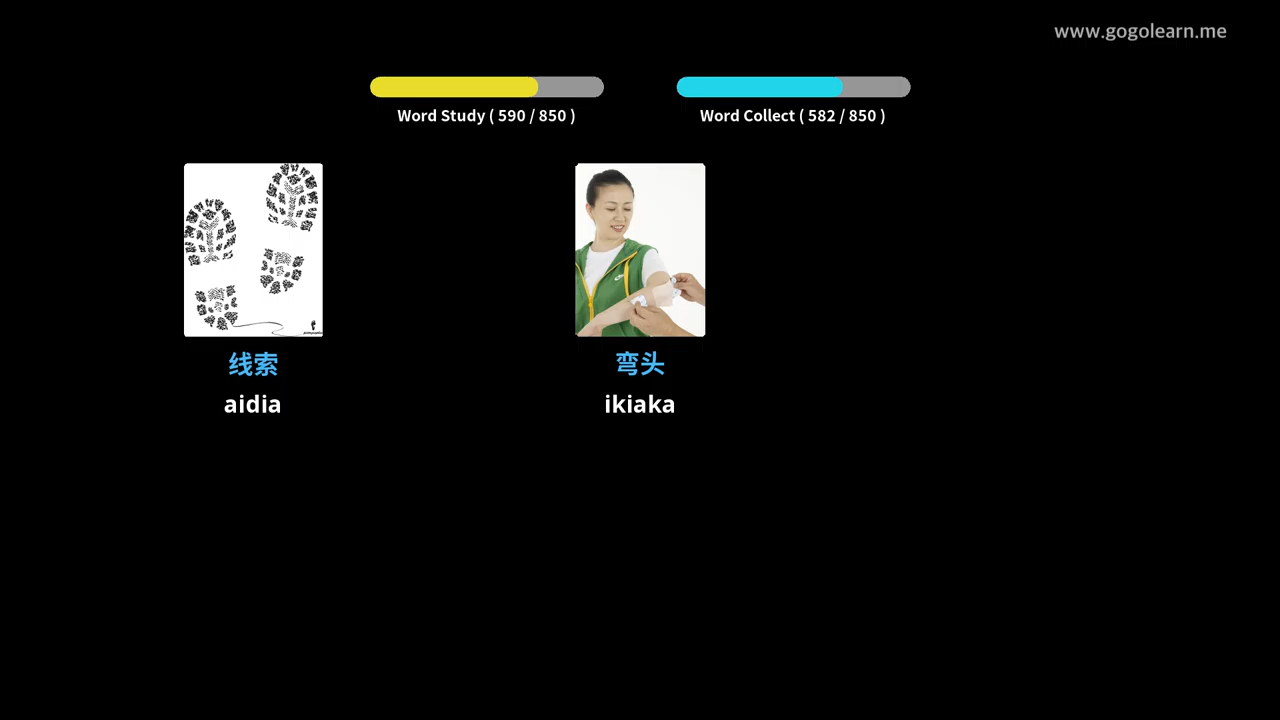 www.gogolearn.me
Word Study ( 590 / 850 )
Word Collect ( 582 / 850 )
线索
aidia
弯头
ikiaka